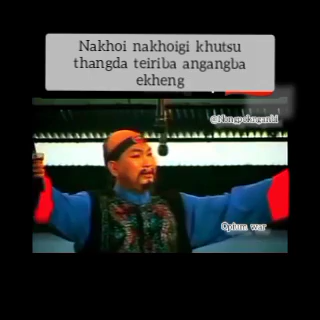 Nakhoi nakhoigi khutsu
thangda teiriba angangba
ekheng
Opium war